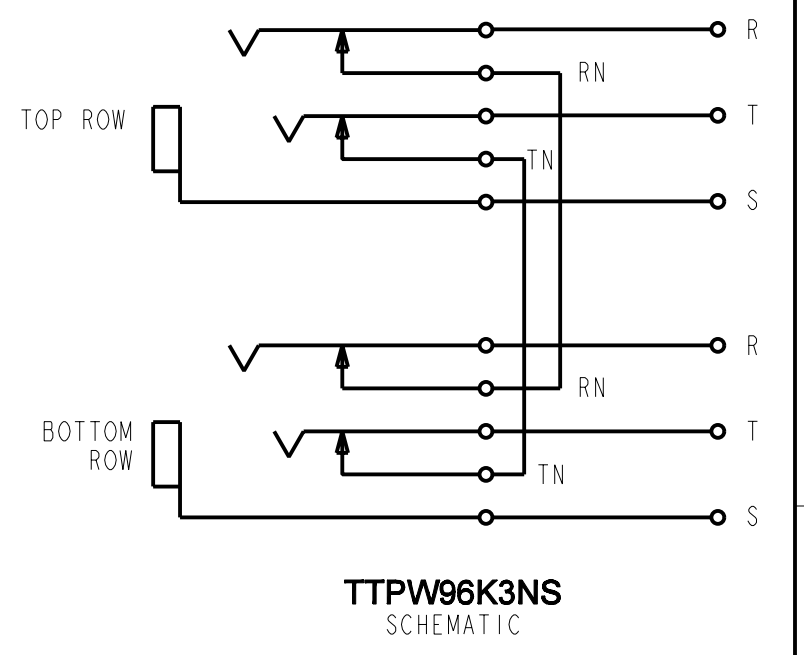 R
RN
TOP ROW
T
TN
S
R
RN
BOTTOM
ROW
T
TN
S
TTPW96K3NS
SCHEMATIC